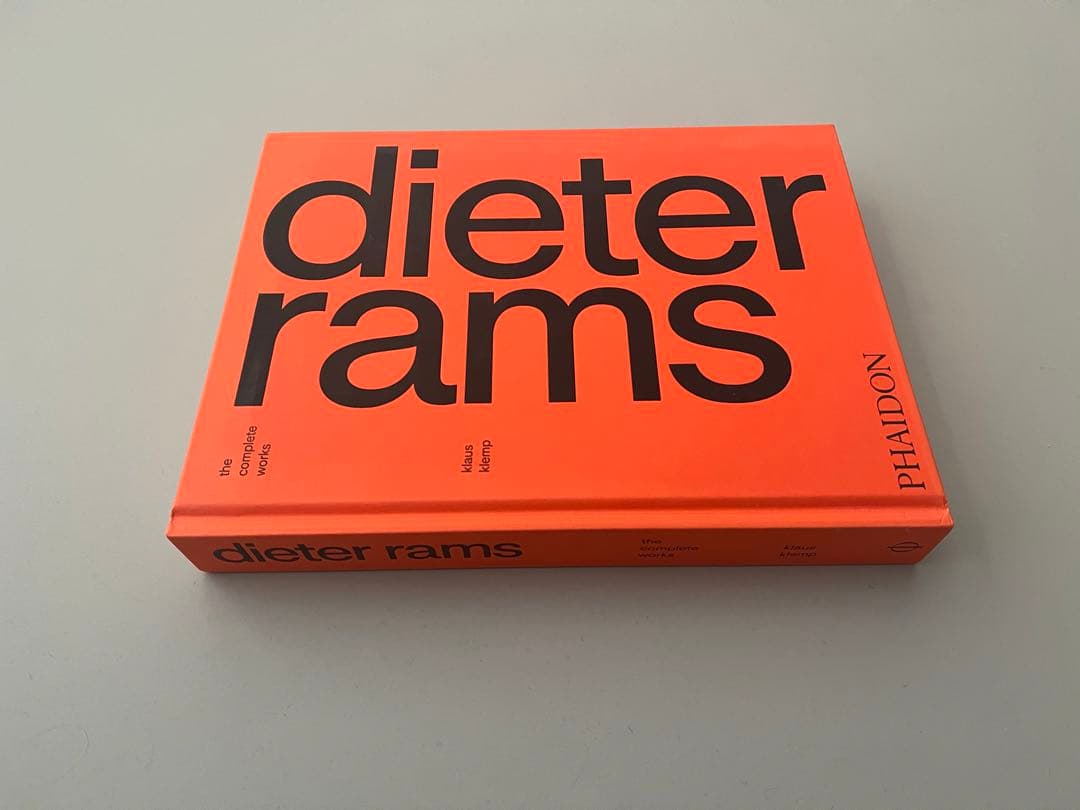 dieter
rams
the
complete
works
klaus
klemp
PHAIDON
dieter rams
the
complete
works
klaus
klemp